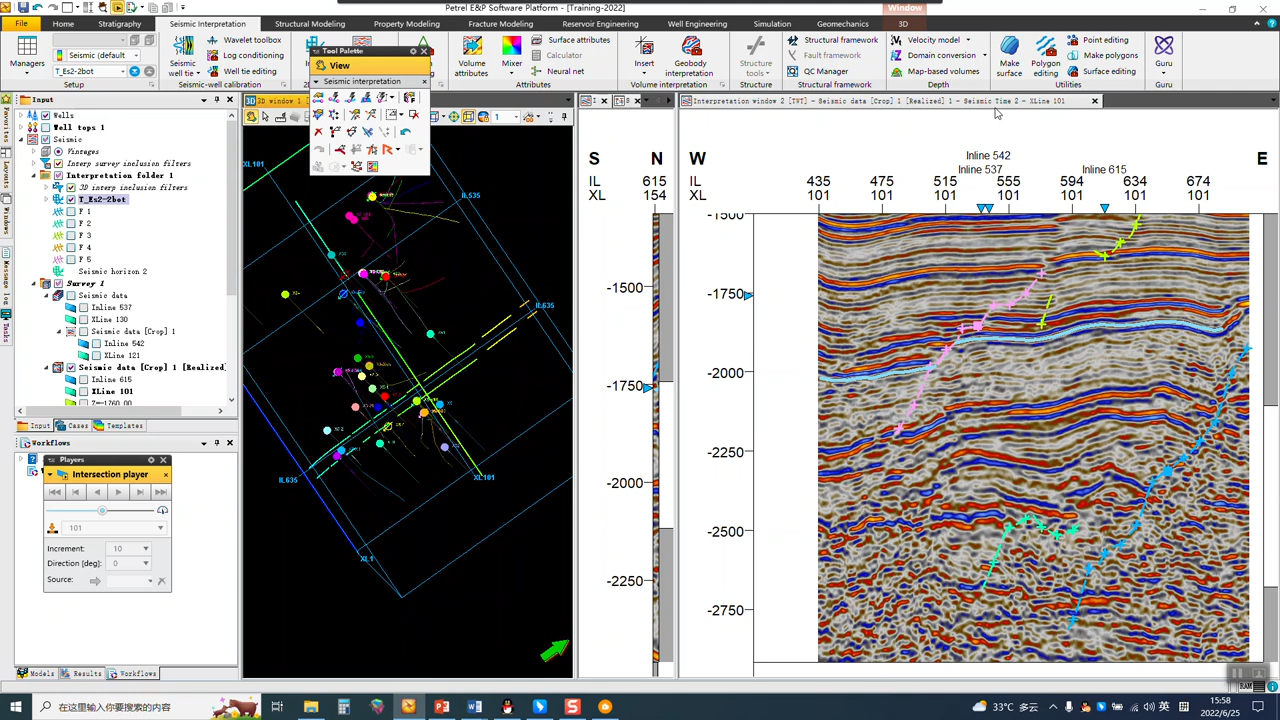 Petrel E&P Software Platform - [Training-2022]
Window
File
Home
Stratigraphy
Seismic Interpretation
Structural Modeling
Property Modeling
Fracture Modeling
Reservoir Engineering
Well Engineering
Simulation
Geomechanics
3D
Managers
Seismic (default)
T_Es2-2bot
Setup
Seismic well tie
Wavelet toolbox
Log conditioning
Well tie editing
Seismic-well calibration
Tool Palette
View
Seismic interpretation
Volume attributes
Mixer
Surface attributes
Calculator
Neural net
Attributes
Insert
Geobody interpretation
Volume interpretation
Structure tools
Structural framework
Fault framework
QC Manager
Structure
Velocity model
Domain conversion
Map-based volumes
Depth
Make surface
Polygon editing
Point editing
Make polygons
Surface editing
Utilities
Guru
Guru
Input
3D window 1
Interpretation window 2 [TWT] - Seismic data [Crop] 1 [Realized] 1 - Seismic Time 2 - XLine 101
Wells
Well tops 1
Seismic
Vintages
Interp survey inclusion filters
Interpretation folder 1
3D interp inclusion filters
T_Es2-2bot
F 1
F 2
F 3
F 4
F 5
Seismic horizon 2
Survey 1
Seismic data
Inline 537
XLine 130
Seismic data [Crop] 1
Inline 542
XLine 121
Seismic data [Crop] 1 [Realized]
Inline 615
XLine 101
Z=-1760.00
Input
Cases
Templates
Workflows
Players
Intersection player
101
Increment:
10
Direction [deg]:
0
Source:
Models
Results
Workflows
XL101
IL535
IL635
IL635
XL101
XL1
S
N
IL
615
XL
154
-1500
-1750
-2000
-2250
W
E
Inline 542
Inline 537
Inline 615
IL
435
475
515
555
594
634
674
XL
101
101
101
101
101
101
101
-1500
-1750
-2000
-2250
-2500
-2750
RAM
在这里输入你要搜索的内容
33°C 多云
英
15:58
2022/6/25